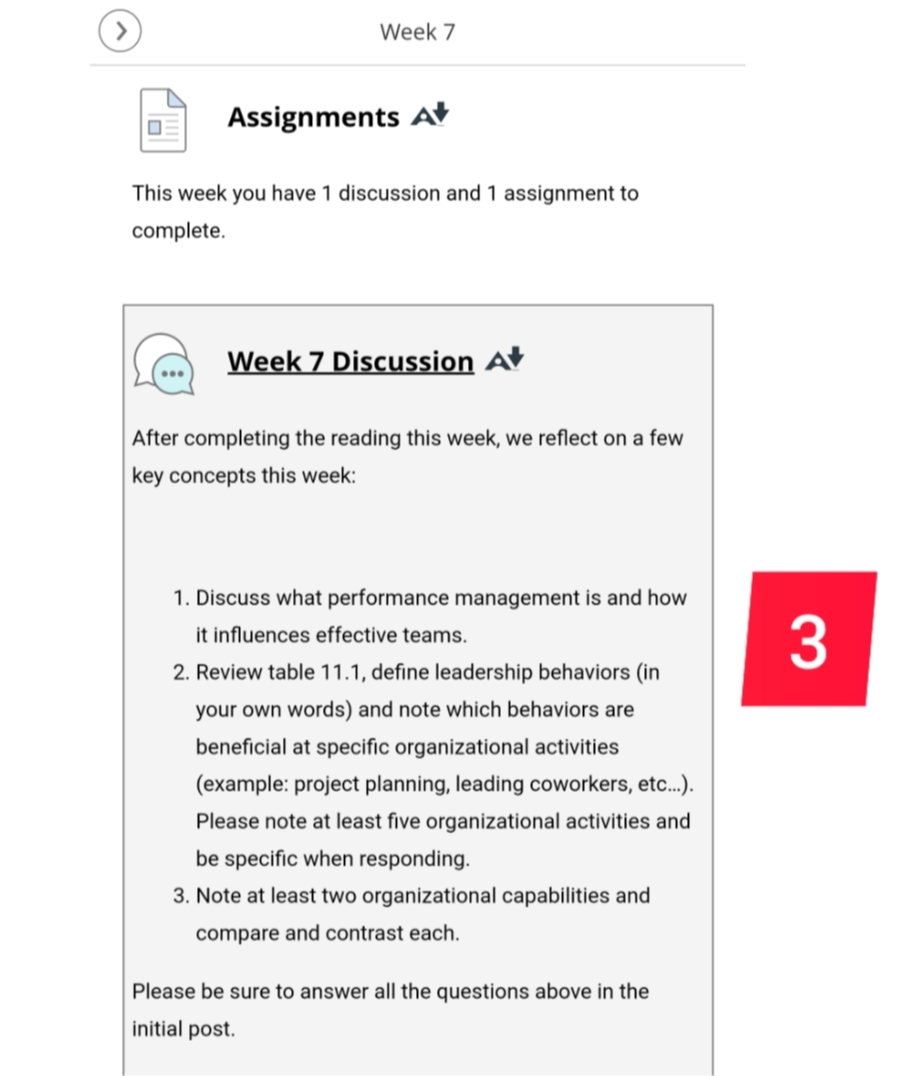 Week 7
Assignments
This week you have 1 discussion and 1 assignment to
complete.
Week 7 Discussion
After completing the reading this week, we reflect on a few
key concepts this week:
1. Discuss what performance management is and how
it influences effective teams.
2. Review table 11.1, define leadership behaviors (in
your own words) and note which behaviors are
beneficial at specific organizational activities
(example: project planning, leading coworkers, etc...).
Please note at least five organizational activities and
be specific when responding.
3. Note at least two organizational capabilities and
compare and contrast each.
Please be sure to answer all the questions above in the
initial post.
3